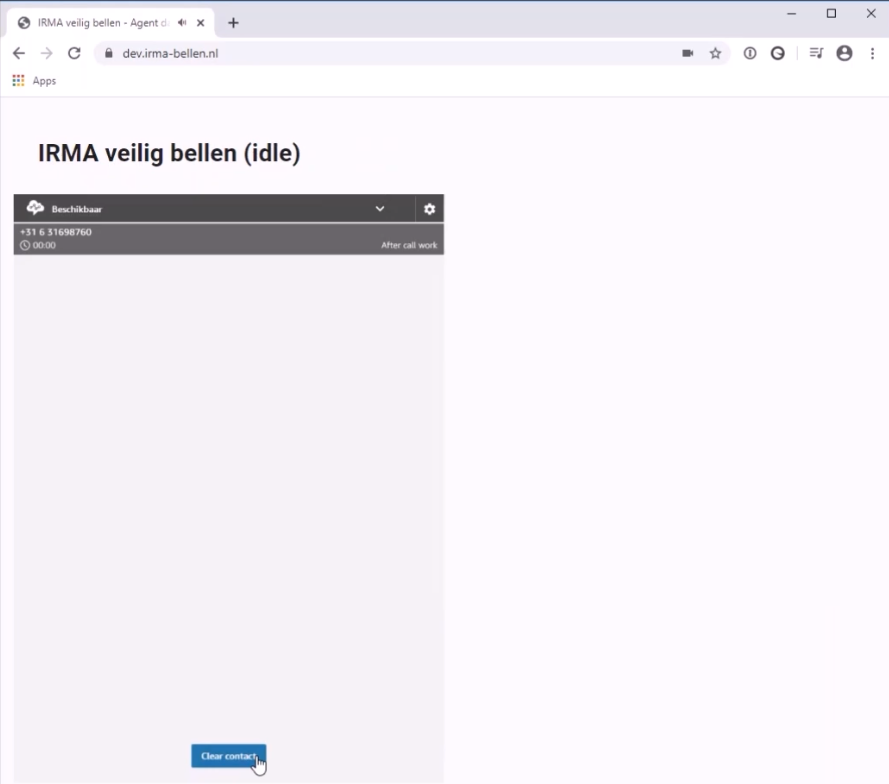 IRMA veilig bellen - Agent d
dev.irma-bellen.nl
Apps
IRMA veilig bellen (idle)
Beschikbaar
+31 6 31698760
00:00
After call work
Clear contact